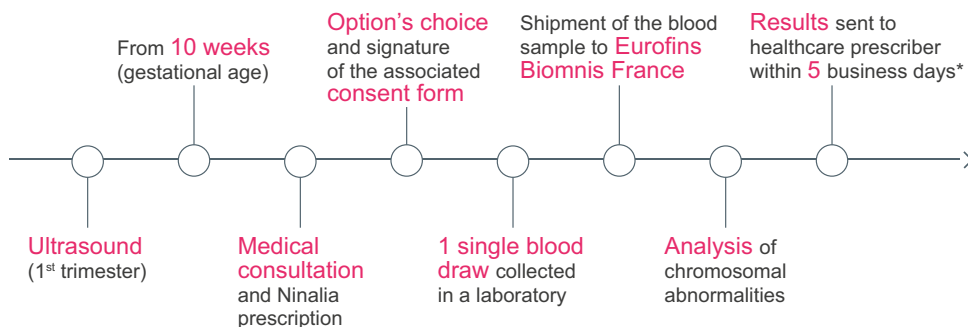 From 10 weeks
(gestational age)
Option’s choice
and signature
of the associated
consent form
Shipment of the blood
sample to Eurofins
Biomnis France
Results sent to
healthcare prescriber
within 5 business days*
Ultrasound
(1st trimester)
Medical
consultation
and Ninalia
prescription
1 single blood
draw collected
in a laboratory
Analysis of
chromosomal
abnormalities